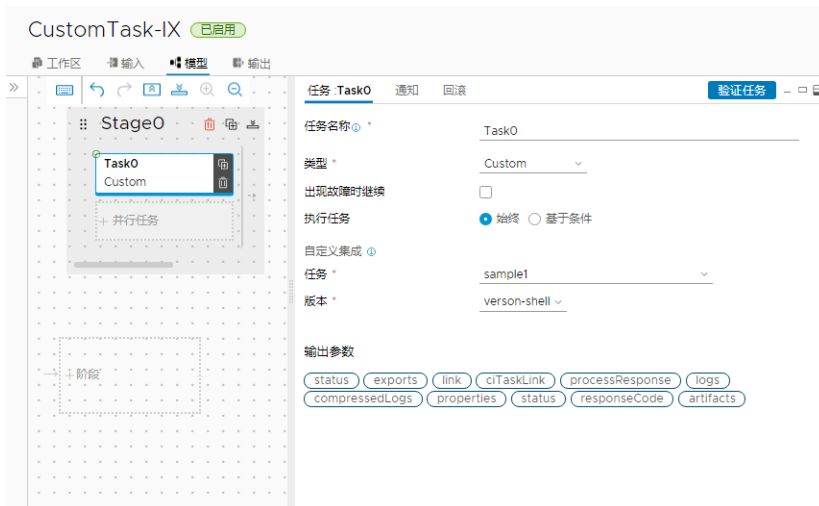 CustomTask-IX 已启用
工作区 输入 模型 输出
任务 :Task0 通知 回滚 验证任务
Stage0
Task0
Custom
+ 并行任务
+阶段
任务名称 * Task0
类型 * Custom
出现故障时继续
执行任务 始终 基于条件
自定义集成
任务 * sample1
版本 * verson-shell
输出参数
status exports link ciTaskLink processResponse logs
compressedLogs properties status responseCode artifacts